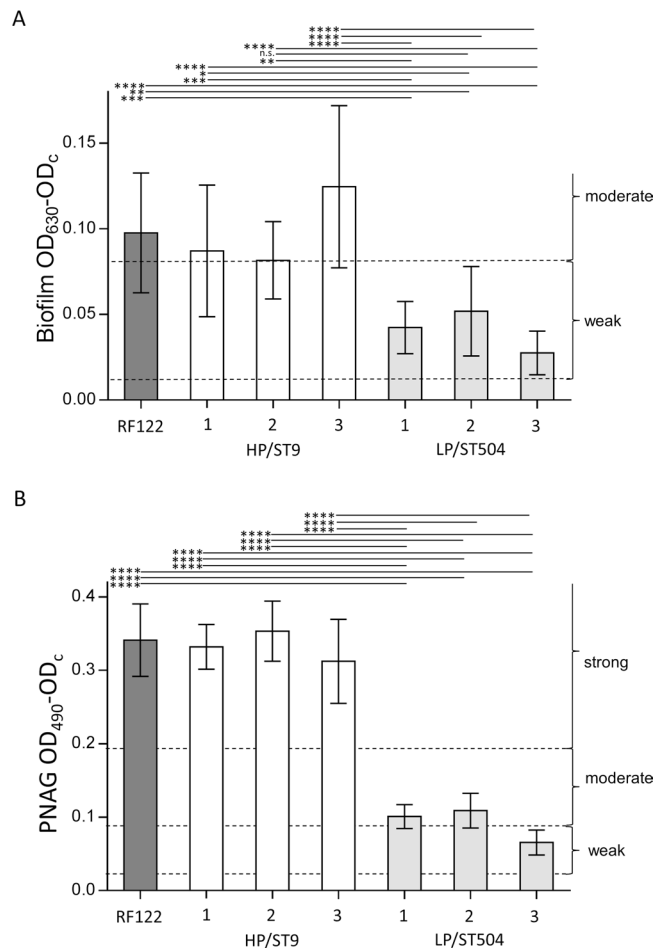 A
****
****
****
****
n.s.
**
****
*
***
****
**
***
Biofilm OD630-ODc
0.15
0.10
0.05
0.00
moderate
weak
RF122 1 2 3 1 2 3
HP/ST9 LP/ST504
B
****
****
****
****
****
****
****
****
****
****
****
****
PNAG OD490-ODc
0.4
0.3
0.2
0.1
0.0
strong
moderate
weak
RF122 1 2 3 1 2 3
HP/ST9 LP/ST504